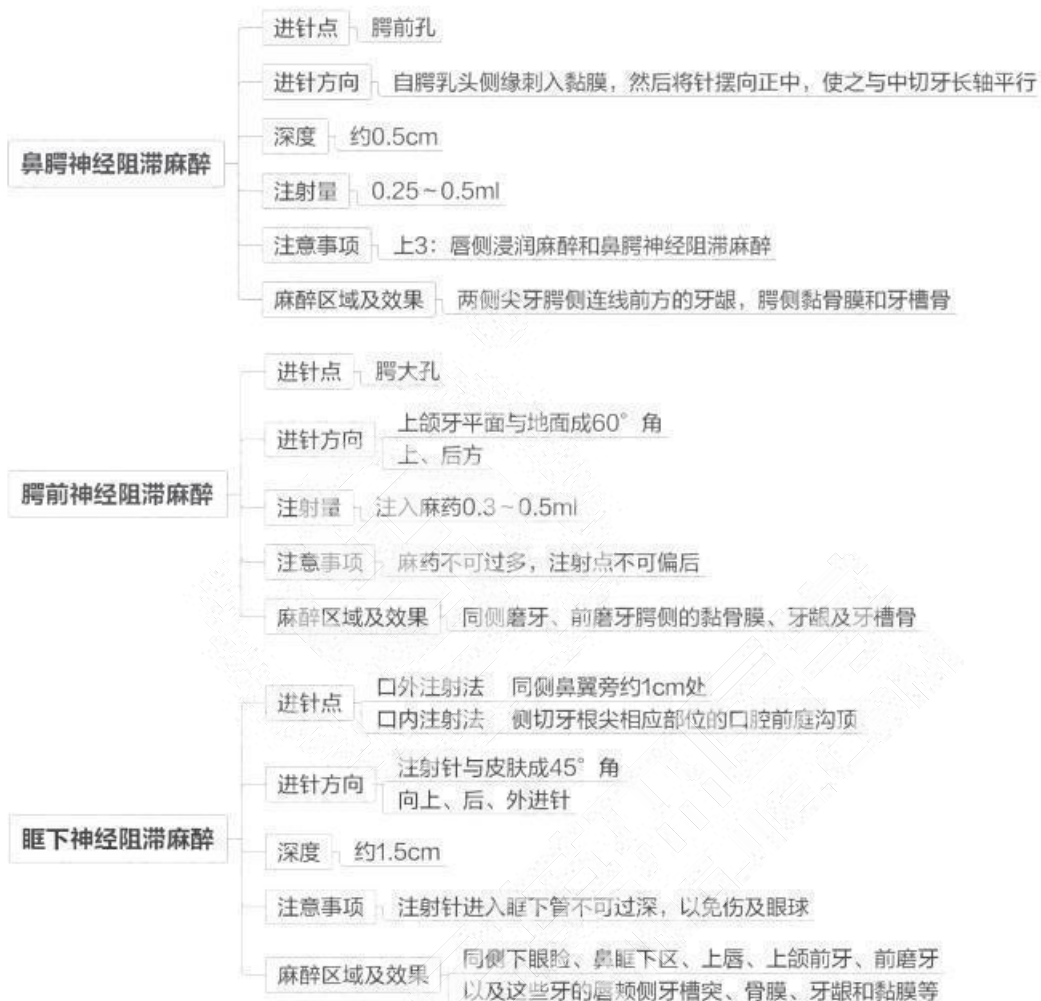 鼻腭神经阻滞麻醉
进针点 腭前孔
进针方向 自腭乳头侧缘刺入黏膜，然后将针摆向正中，使之与中切牙长轴平行
深度 约0.5cm
注射量 0.25~0.5ml
注意事项 上3：唇侧浸润麻醉和鼻腭神经阻滞麻醉
麻醉区域及效果 两侧尖牙腭侧连线前方的牙龈，腭侧黏骨膜和牙槽骨
腭前神经阻滞麻醉
进针点 腭大孔
进针方向 上颌牙平面与地面成60°角
上、后方
注射量 注入麻药0.3~0.5ml
注意事项 麻药不可过多，注射点不可偏后
麻醉区域及效果 同侧磨牙、前磨牙腭侧的黏骨膜、牙龈及牙槽骨
眶下神经阻滞麻醉
进针点 口外注射法 同侧鼻翼旁约1cm处
口内注射法 侧切牙根尖相应部位的口腔前庭沟顶
进针方向 注射针与皮肤成45°角
向上、后、外进针
深度 约1.5cm
注意事项 注射针进入眶下管不可过深，以免伤及眼球
麻醉区域及效果 同侧下眼睑、鼻眶下区、上唇、上颌前牙、前磨牙
以及这些牙的唇颊侧牙槽突、骨膜、牙龈和黏膜等